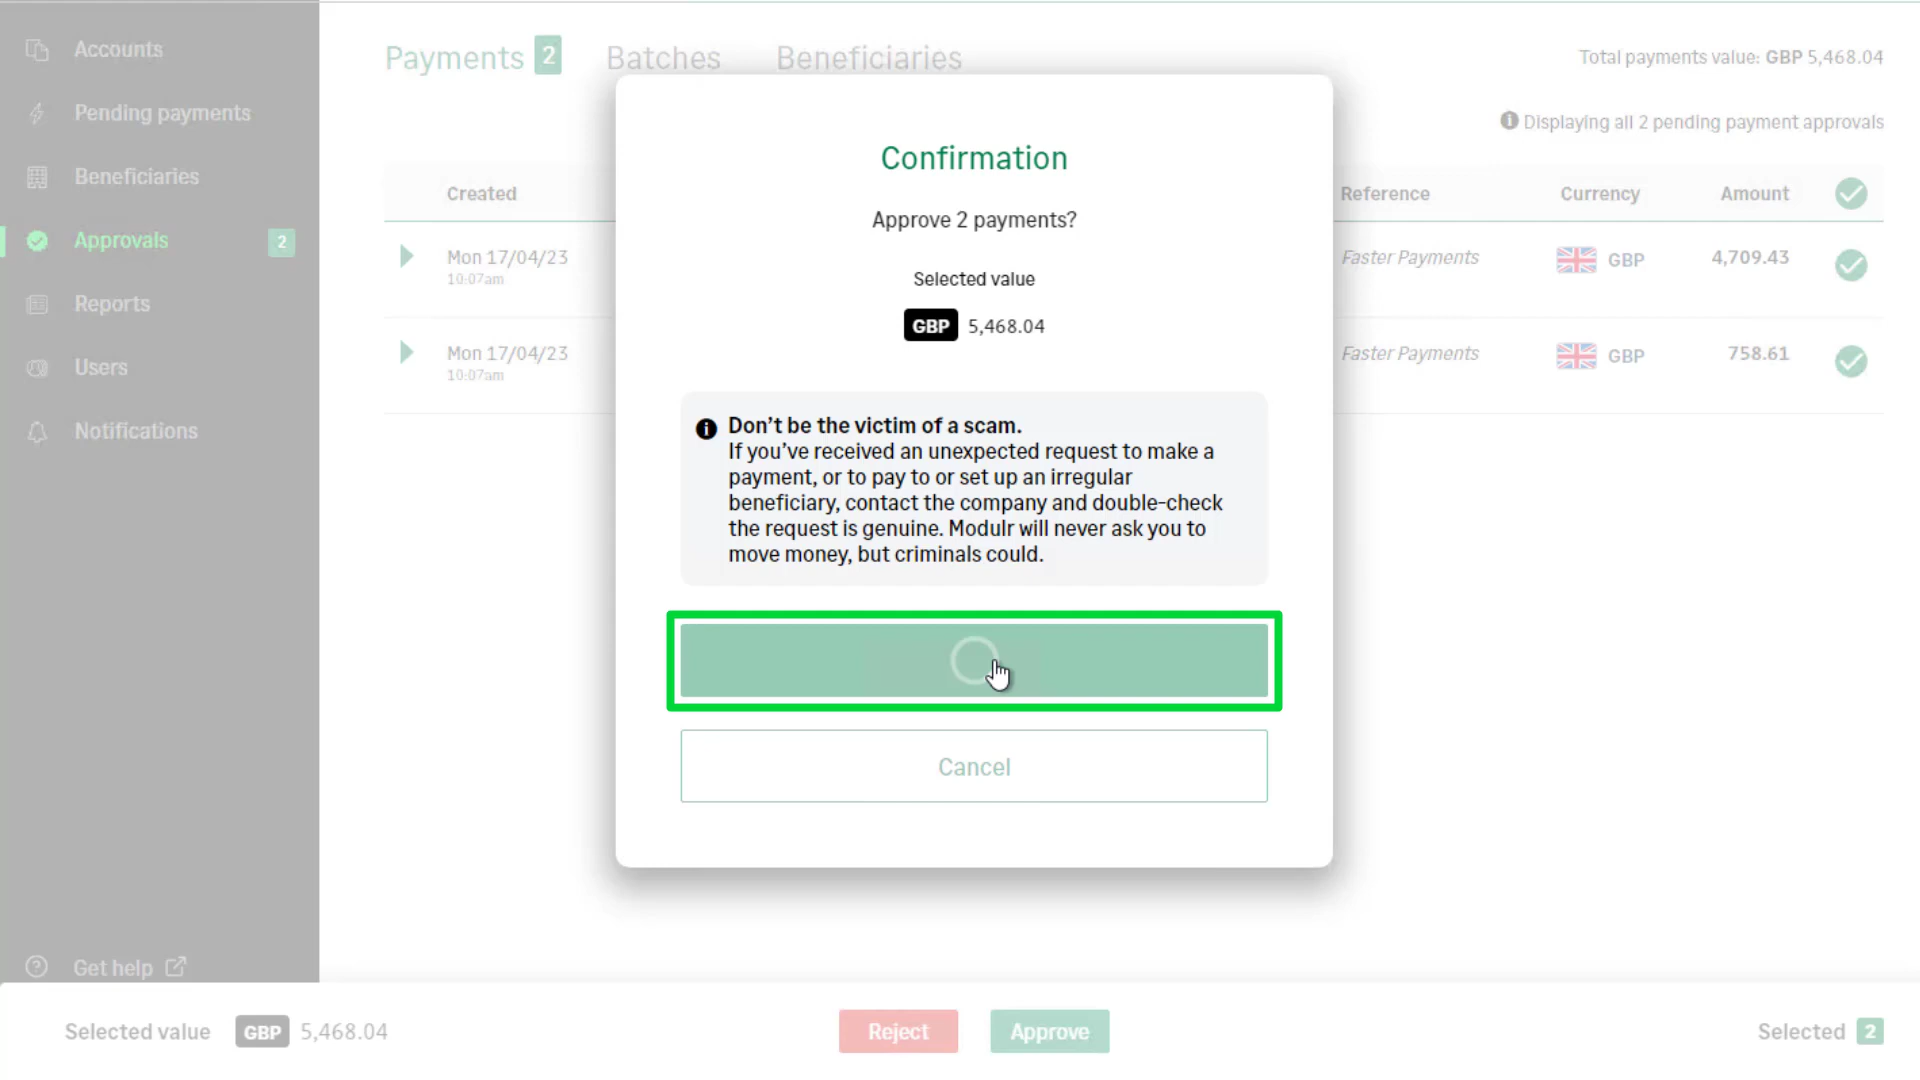 Accounts
Pending payments
Beneficiaries
Approvals 2
Reports
Users
Notifications
Get help
Payments 2 Batches Beneficiaries
Total payments value: GBP 5,468.04
Displaying all 2 pending payment approvals
Created Reference Currency Amount
Mon 17/04/23 Faster Payments GBP 4,709.43
10:07am
Mon 17/04/23 Faster Payments GBP 758.61
10:07am
Confirmation
Approve 2 payments?
Selected value
GBP 5,468.04
Don't be the victim of a scam.
If you've received an unexpected request to make a
payment, or to pay to or set up an irregular
beneficiary, contact the company and double-check
the request is genuine. Modulr will never ask you to
move money, but criminals could.
Cancel
Selected value GBP 5,468.04 Reject Approve Selected 2